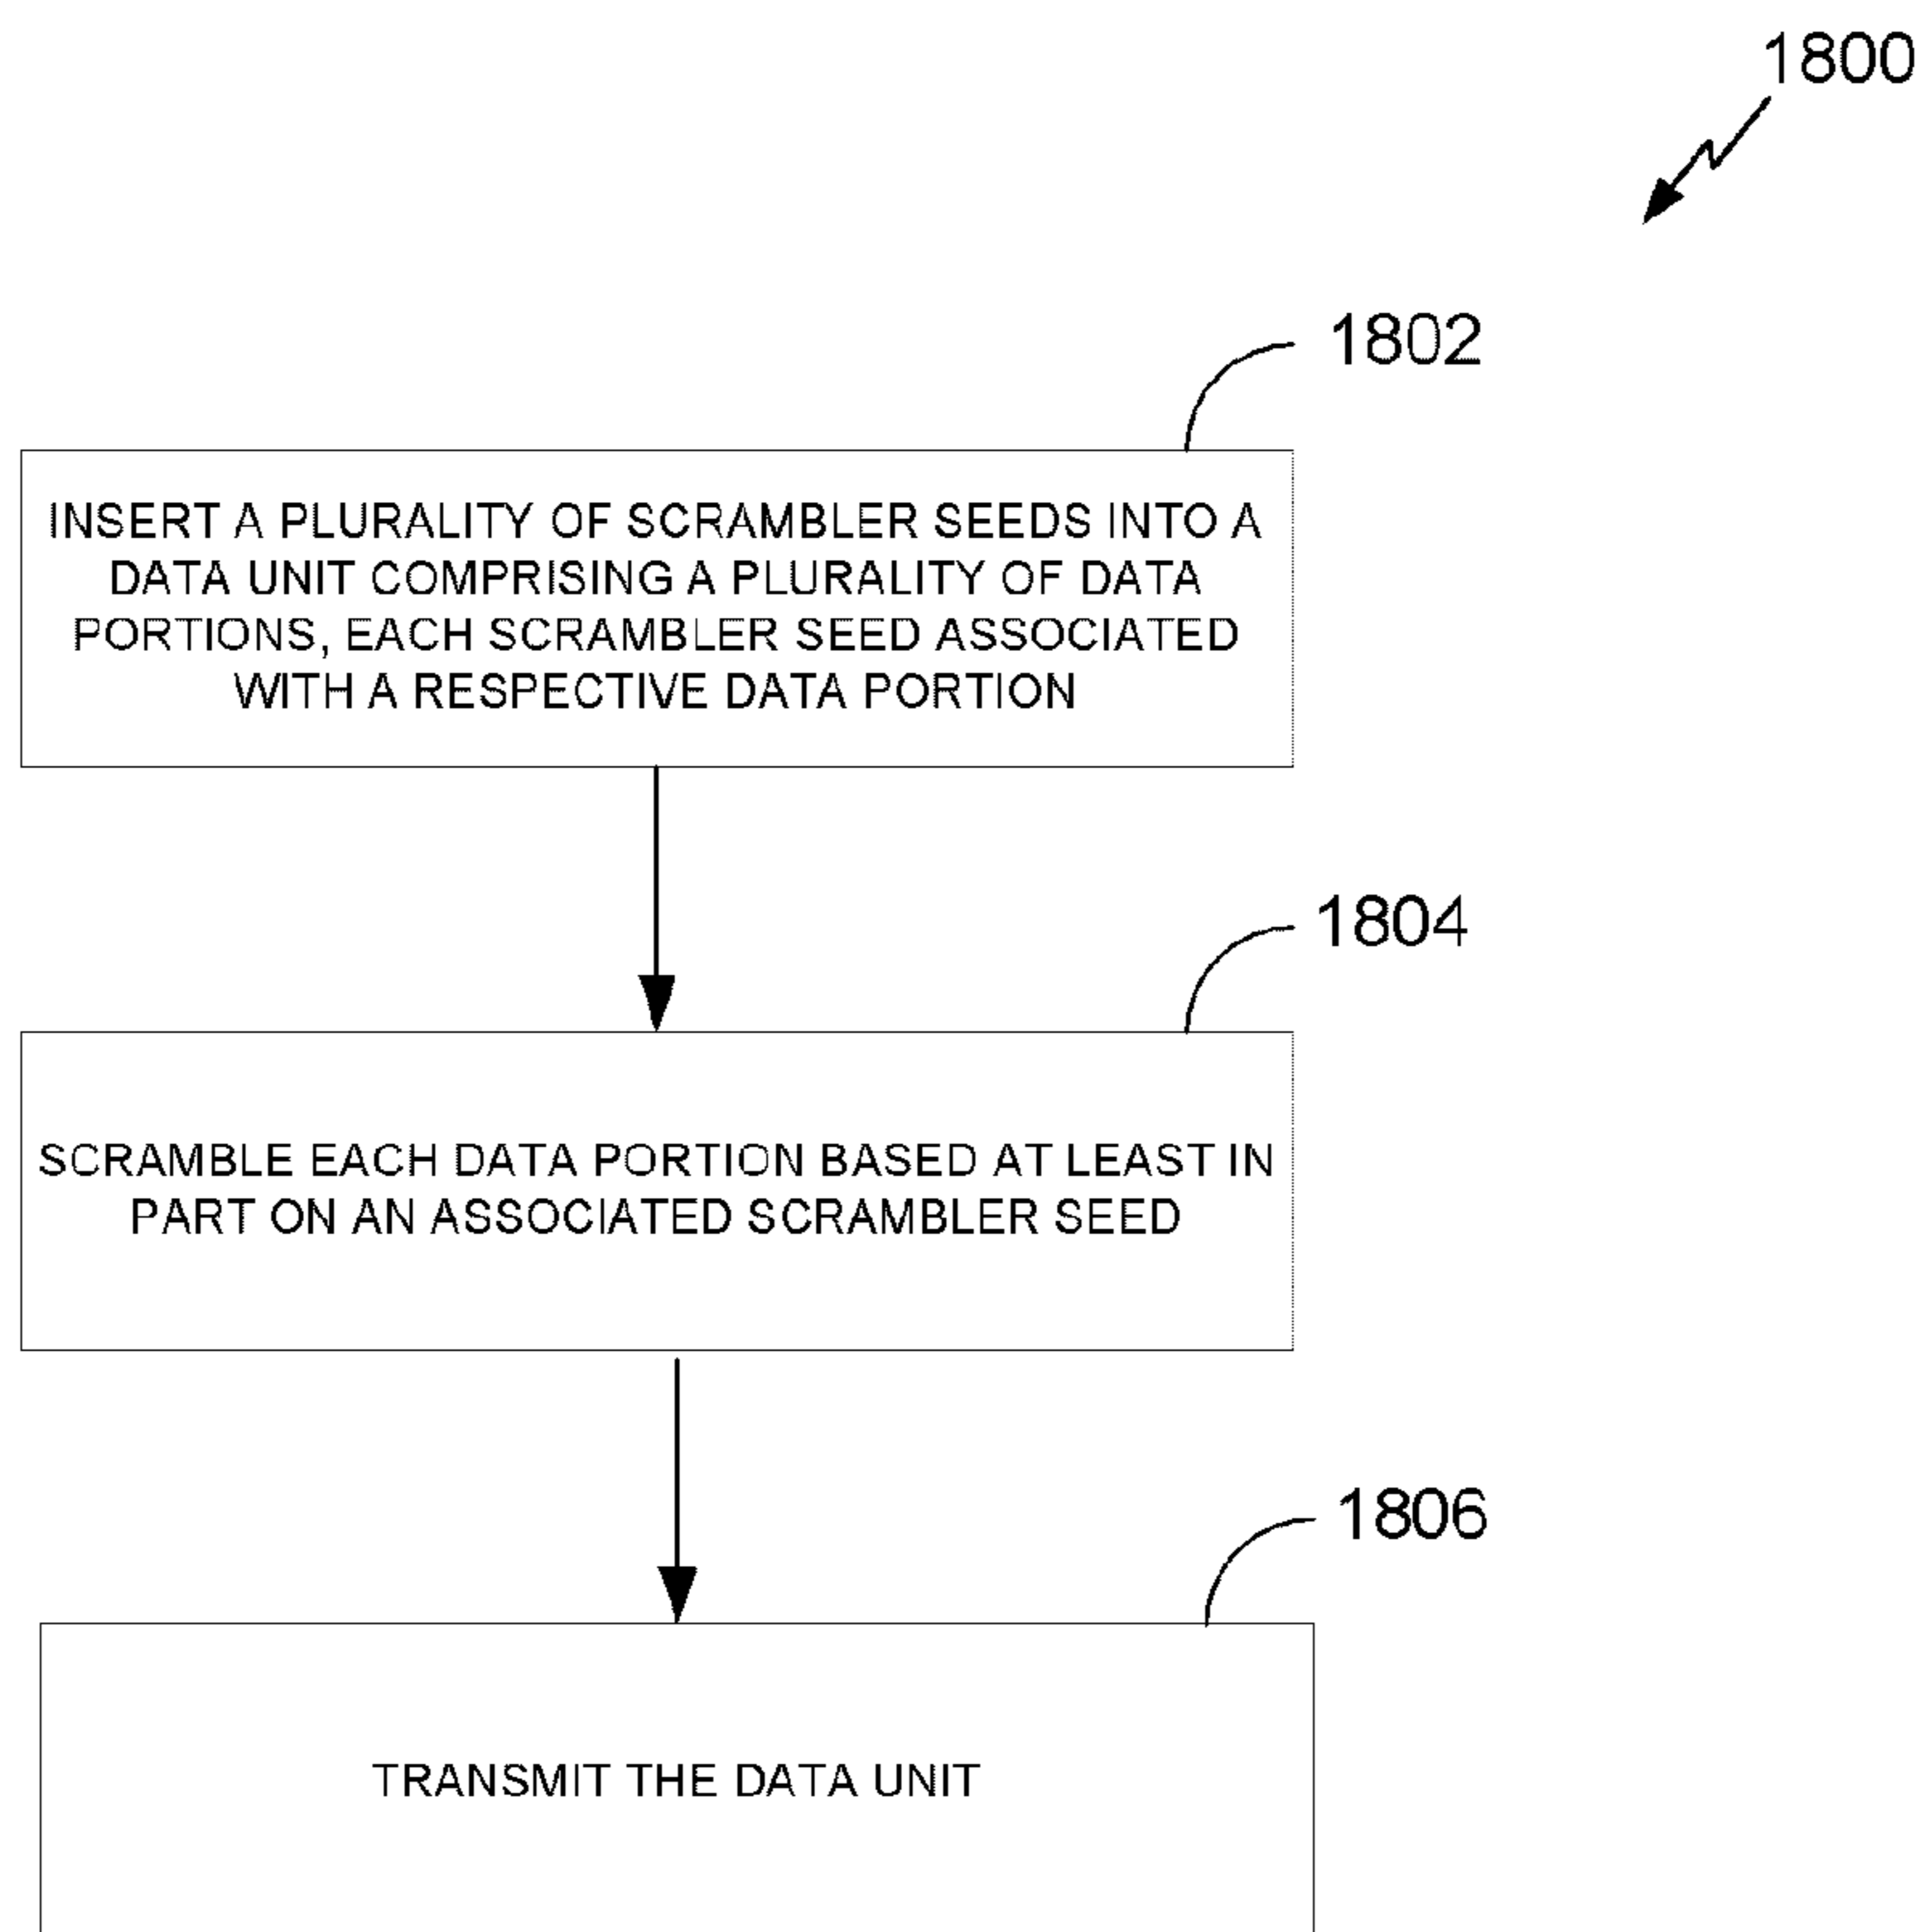 1800
1802
INSERT A PLURALITY OF SCRAMBLER SEEDS INTO A
DATA UNIT COMPRISING A PLURALITY OF DATA
PORTIONS, EACH SCRAMBLER SEED ASSOCIATED
WITH A RESPECTIVE DATA PORTION
1804
SCRAMBLE EACH DATA PORTION BASED AT LEAST IN
PART ON AN ASSOCIATED SCRAMBLER SEED
1806
TRANSMIT THE DATA UNIT